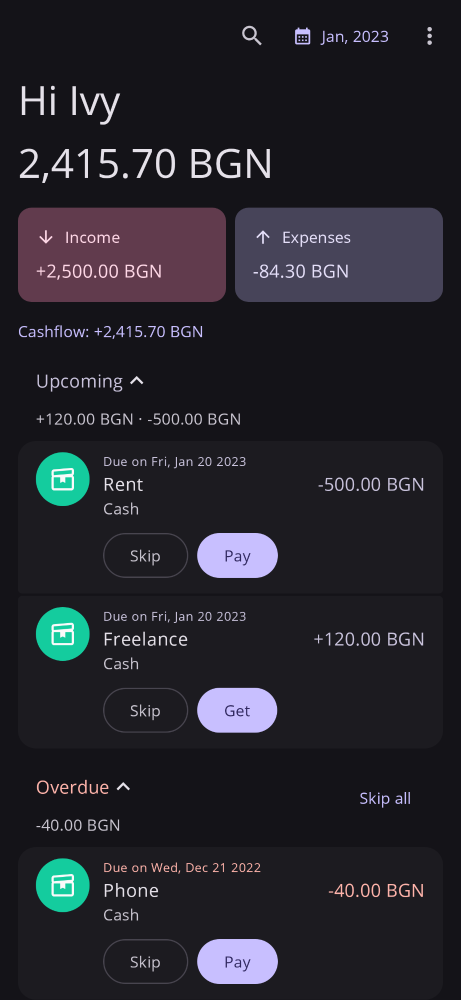 Jan, 2023
Hi Ivy
2,415.70 BGN
Income
+2,500.00 BGN
Expenses
-84.30 BGN
Cashflow: +2,415.70 BGN
Upcoming
+120.00 BGN · -500.00 BGN
Due on Fri, Jan 20 2023
Rent
-500.00 BGN
Cash
Skip
Pay
Due on Fri, Jan 20 2023
Freelance
+120.00 BGN
Cash
Skip
Get
Overdue
Skip all
-40.00 BGN
Due on Wed, Dec 21 2022
Phone
-40.00 BGN
Cash
Skip
Pay